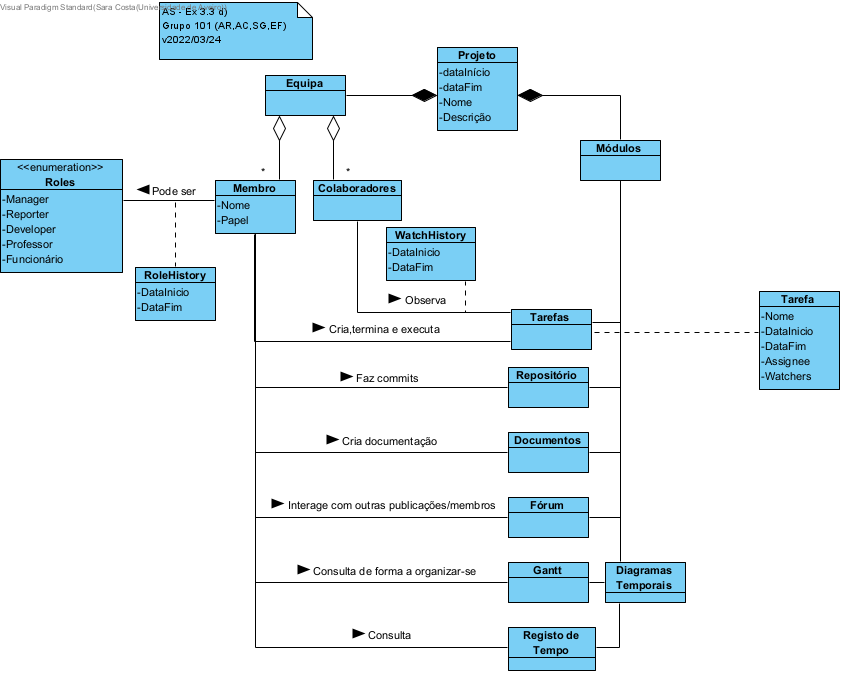 Visual Paradigm Standard(Sara Costa(Universidade de Aveiro))
AS - Ex 3.3 d)
Grupo 101 (AR,AC,SG,EF)
v2022/03/24
Projeto
-dataInício
-dataFim
-Nome
-Descrição
Equipa
Módulos
<<enumeration>>
Roles
-Manager
-Reporter
-Developer
-Professor
-Funcionário
Pode ser
*
Membro
-Nome
-Papel
*
Colaboradores
WatchHistory
-DataInicio
-DataFim
RoleHistory
-DataInicio
-DataFim
Observa
Tarefas
Tarefa
-Nome
-DataInicio
-DataFim
-Assignee
-Watchers
Cria,termina e executa
Faz commits
Repositório
Cria documentação
Documentos
Interage com outras publicações/membros
Fórum
Consulta de forma a organizar-se
Gantt
Diagramas
Temporais
Consulta
Registo de
Tempo